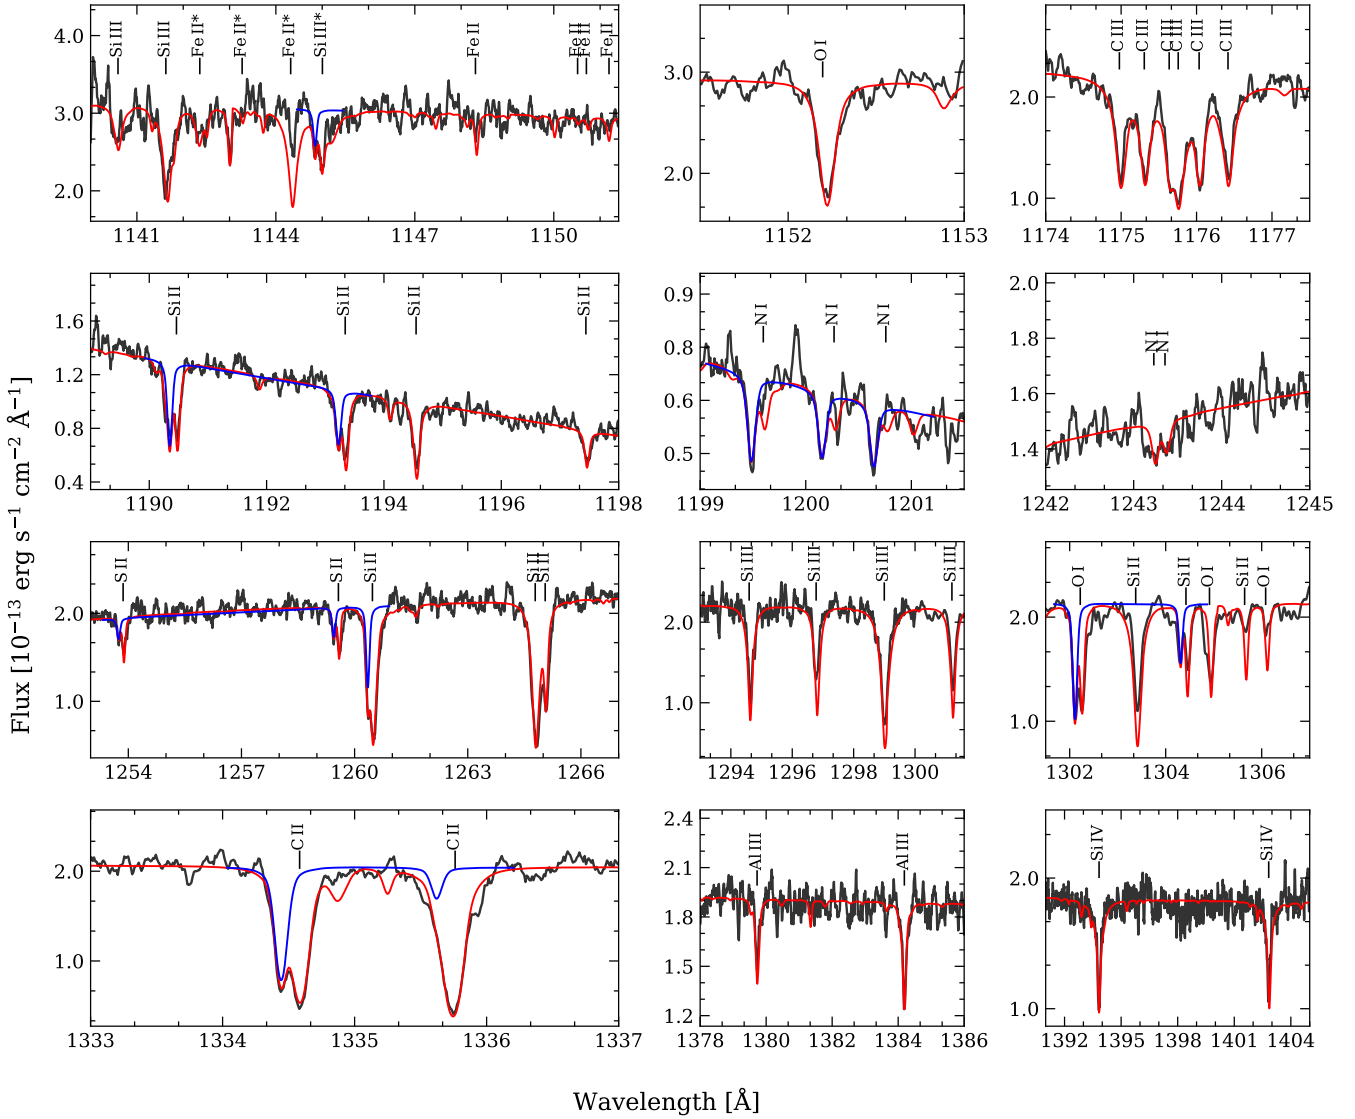 Si III Si III Fe II* Fe II* Fe II* Si III* Fe II Fe II Fe II Fe II
4.0
3.0
2.0
1141 1144 1147 1150
O I
3.0
2.0
1152 1153
C III C III C III C III C III C III
2.0
1.0
1174 1175 1176 1177
Si II Si II Si II Si II
1.6
1.2
0.8
0.4
1190 1192 1194 1196 1198
N I N I N I
0.9
0.8
0.6
0.5
1199 1200 1201
N I N I
2.0
1.8
1.6
1.4
1242 1243 1244 1245
S II S II Si II Si II Si II
2.0
1.0
1254 1257 1260 1263 1266
Si III Si III Si III Si III
2.0
1.0
1294 1296 1298 1300
O I Si II Si II O I Si III O I
2.0
1.0
1302 1304 1306
C II C II
2.0
1.0
1333 1334 1335 1336 1337
Al III Al III
2.4
2.1
1.8
1.5
1.2
1378 1380 1382 1384 1386
Si IV Si IV
2.0
1.0
1392 1395 1398 1401 1404
Flux [10⁻¹³ erg s⁻¹ cm⁻² Å⁻¹]
Wavelength [Å]